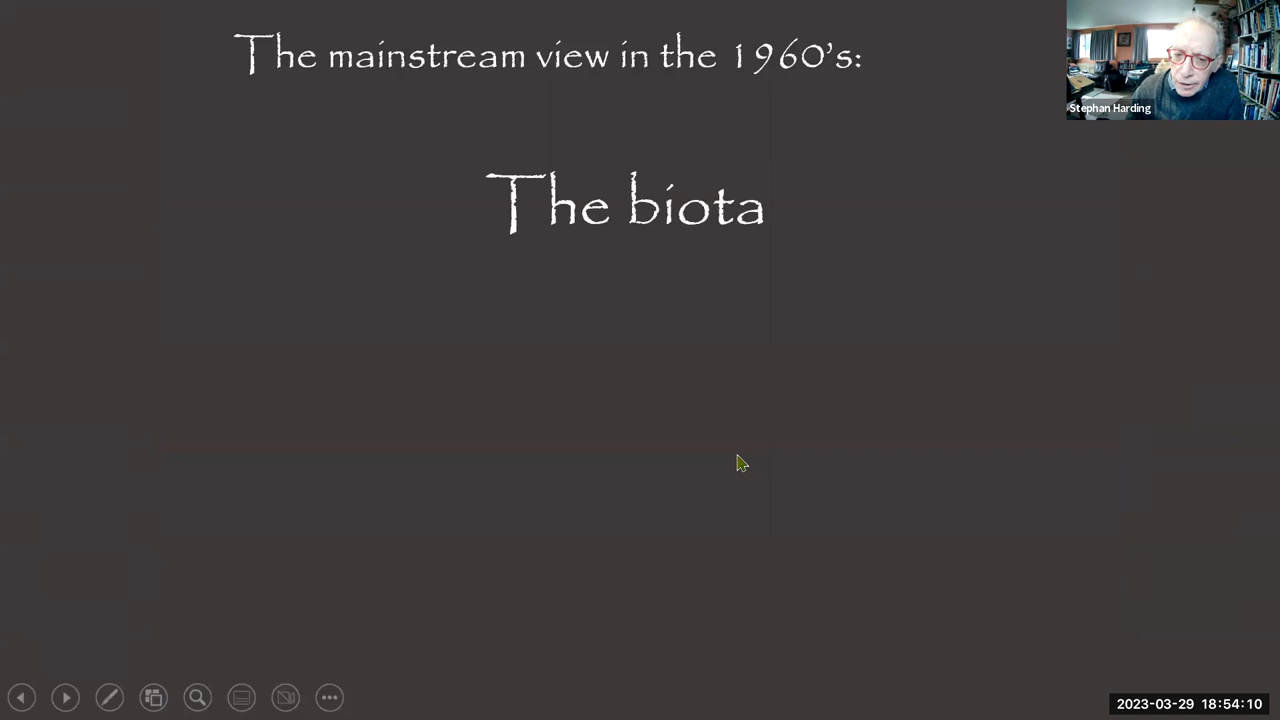 The mainstream view in the 1960’s:
Stephan Harding
The biota
2023-03-29 18:54:10